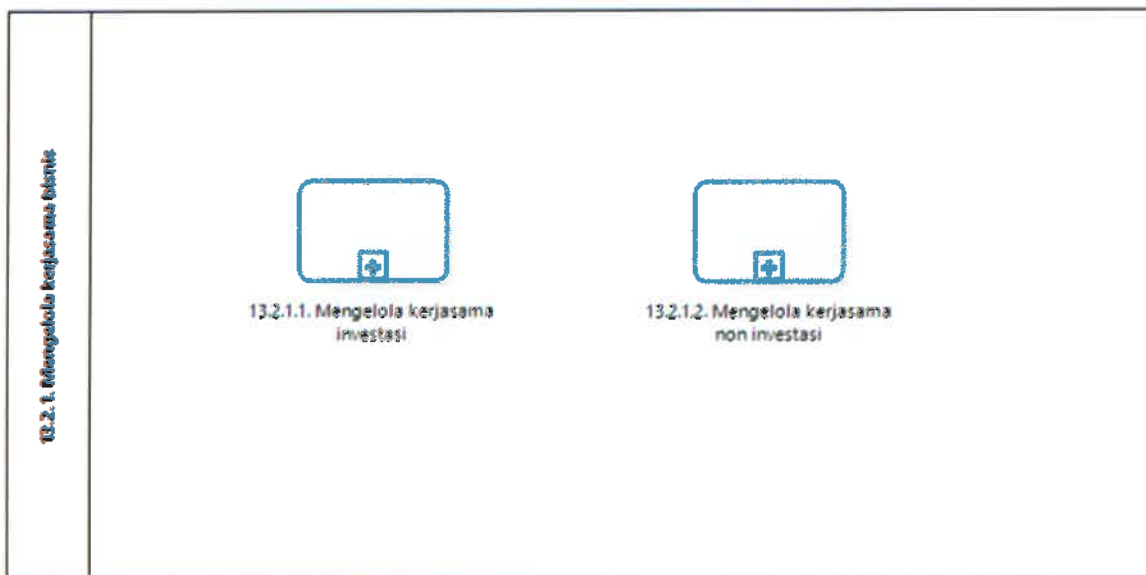 13.2.1. Mengelola kerjasama bisnis
13.2.1.1. Mengelola kerjasama
investasi
13.2.1.2. Mengelola kerjasama
non investasi